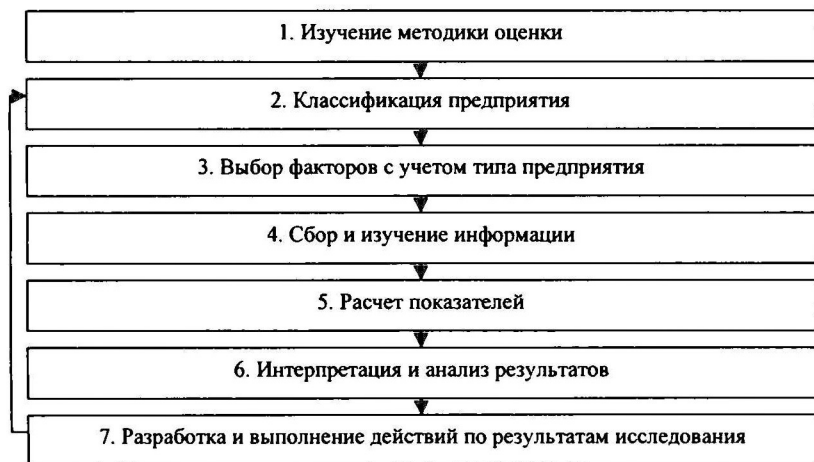 1. Изучение методики оценки
2. Классификация предприятия
3. Выбор факторов с учетом типа предприятия
4. Сбор и изучение информации
5. Расчет показателей
6. Интерпретация и анализ результатов
7. Разработка и выполнение действий по результатам исследования